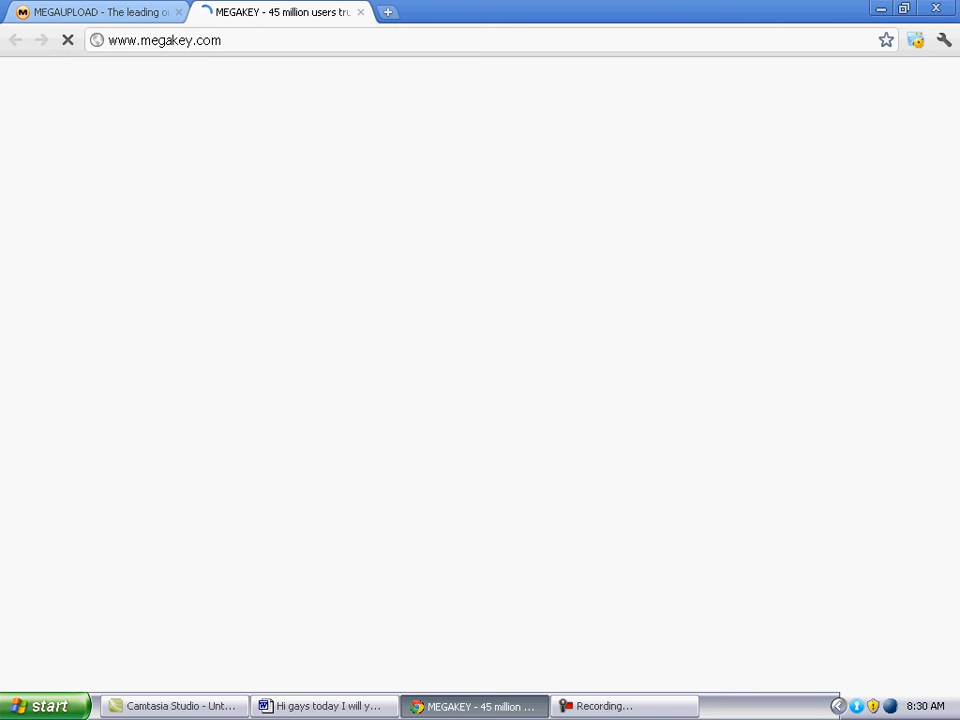 MEGAUPLOAD - The leading o
MEGAKEY - 45 million users tru
www.megakey.com
start
Camtasia Studio - Unt...
Hi gays today I will y...
MEGAKEY - 45 million ...
Recording...
8:30 AM